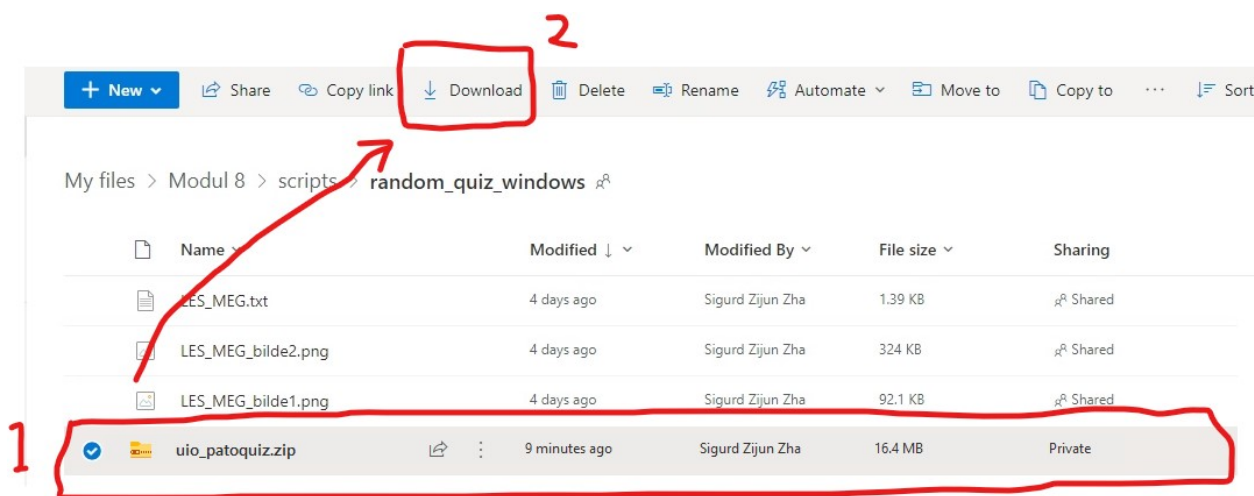 2
+ New Share Copy link Download Delete Rename Automate Move to Copy to ... Sort
My files > Modul 8 > scripts > random_quiz_windows
Name Modified ↓ Modified By File size Sharing
LES_MEG.txt 4 days ago Sigurd Zijun Zha 1.39 KB Shared
LES_MEG_bilde2.png 4 days ago Sigurd Zijun Zha 324 KB Shared
LES_MEG_bilde1.png 4 days ago Sigurd Zijun Zha 92.1 KB Shared
1 uio_patoquiz.zip 9 minutes ago Sigurd Zijun Zha 16.4 MB Private